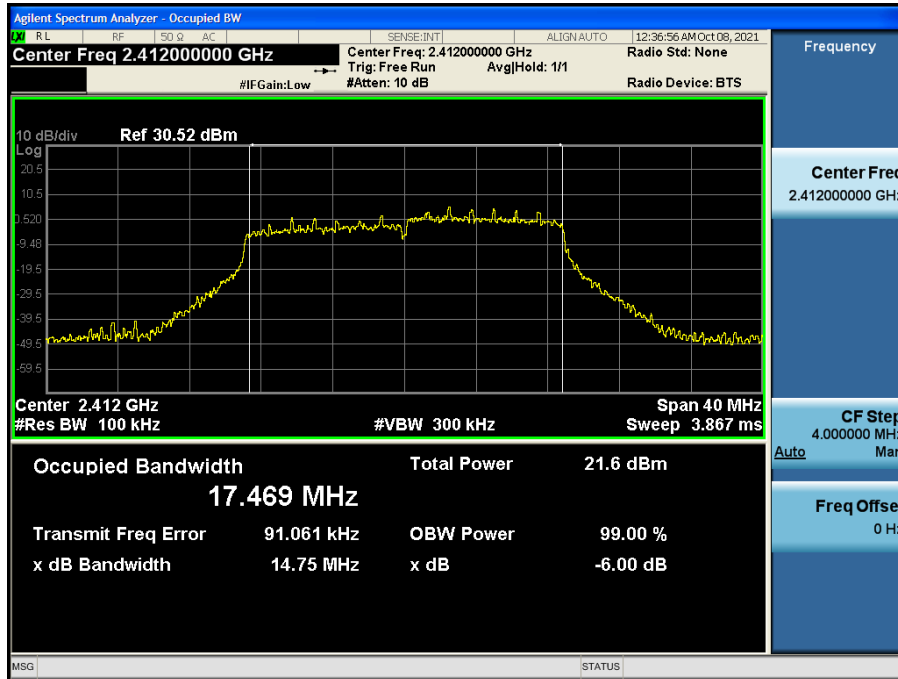 Agilent Spectrum Analyzer - Occupied BW
LXI RL RF 50 Ω AC SENSE:INT ALIGN AUTO 12:36:56 AM Oct 08, 2021
Center Freq 2.412000000 GHz
Center Freq: 2.412000000 GHz
Radio Std: None
Trig: Free Run Avg|Hold: 1/1
#IFGain:Low
#Atten: 10 dB
Radio Device: BTS
10 dB/div Ref 30.52 dBm
Log
20.5
10.5
0.520
-9.48
-19.5
-29.5
-39.5
-49.5
-59.5
Center 2.412 GHz Span 40 MHz
#Res BW 100 kHz #VBW 300 kHz Sweep 3.867 ms
Occupied Bandwidth Total Power 21.6 dBm
17.469 MHz
Transmit Freq Error 91.061 kHz OBW Power 99.00 %
x dB Bandwidth 14.75 MHz x dB -6.00 dB
MSG STATUS
Frequency
Center Freq
2.412000000 GH
CF Step
4.000000 MH
Auto Man
Freq Offse
0 H